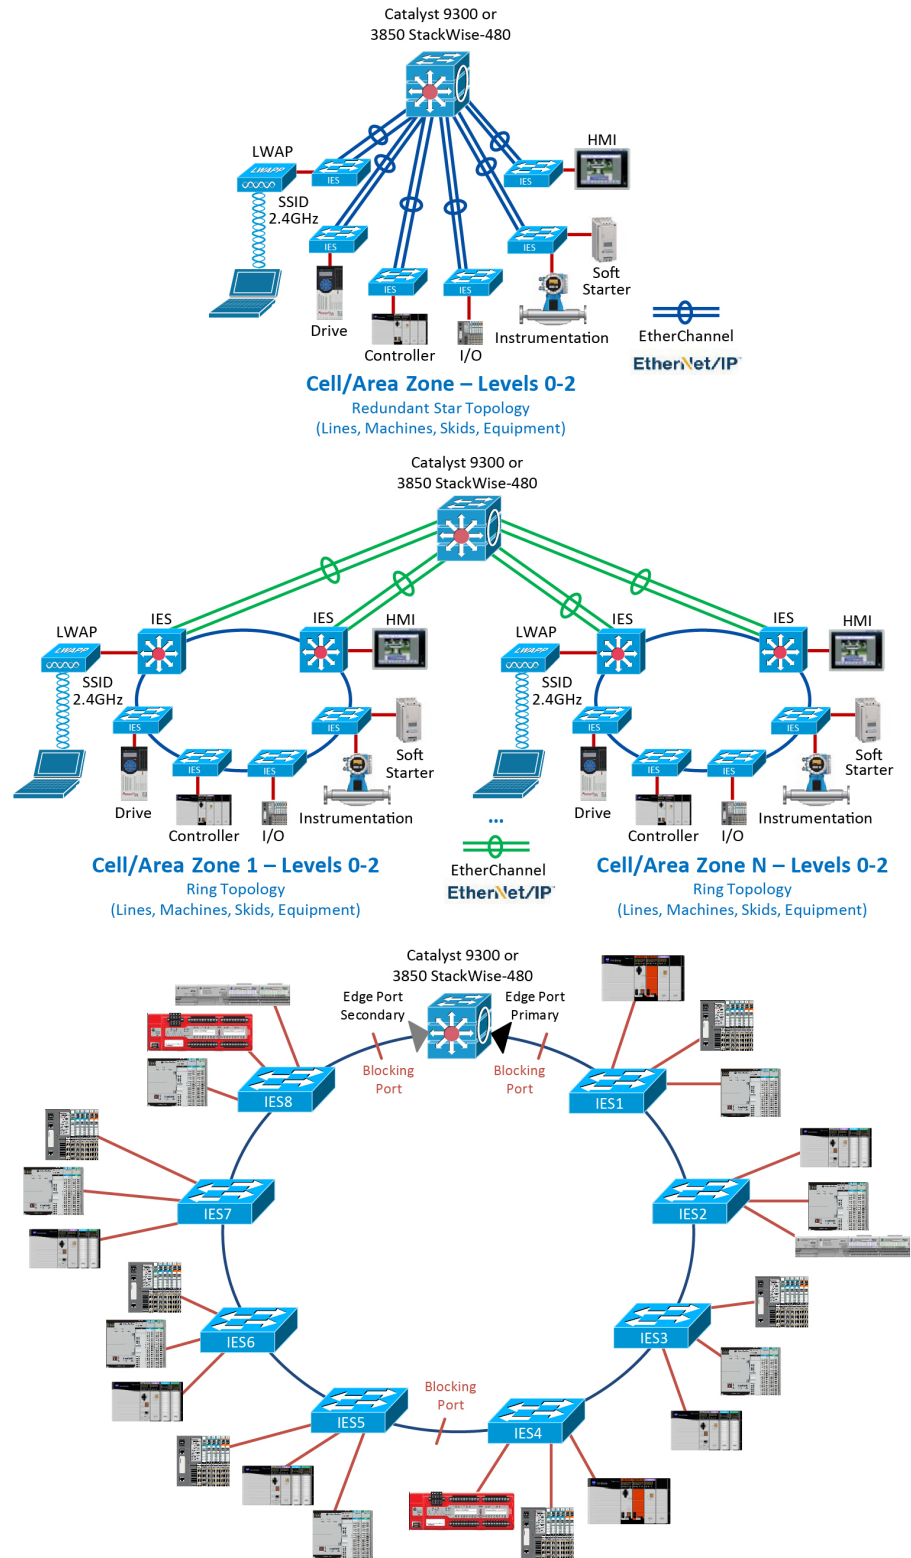 Catalyst 9300 or
3850 StackWise-480
LWAP
LWAPP
SSID
2.4GHz
IES
IES
HMI
IES
IES
Soft
Starter
IES
IES
Drive
Controller
I/O
Instrumentation
EtherChannel
EtherNet/IP
Cell/Area Zone – Levels 0-2
Redundant Star Topology
(Lines, Machines, Skids, Equipment)
Catalyst 9300 or
3850 StackWise-480
IES
IES
LWAP
LWAPP
HMI
SSID
2.4GHz
IES
IES
Soft
Starter
IES
IES
Drive
Controller
I/O
Instrumentation
IES
IES
LWAP
LWAPP
HMI
SSID
2.4GHz
IES
IES
Soft
Starter
IES
IES
Drive
Controller
I/O
Instrumentation
...
EtherChannel
EtherNet/IP
Cell/Area Zone 1 – Levels 0-2
Ring Topology
(Lines, Machines, Skids, Equipment)
Cell/Area Zone N – Levels 0-2
Ring Topology
(Lines, Machines, Skids, Equipment)
Catalyst 9300 or
3850 StackWise-480
Edge Port
Secondary
Edge Port
Primary
Blocking
Port
Blocking
Port
IES8
IES1
IES7
IES2
IES6
IES3
Blocking
Port
IES5
IES4